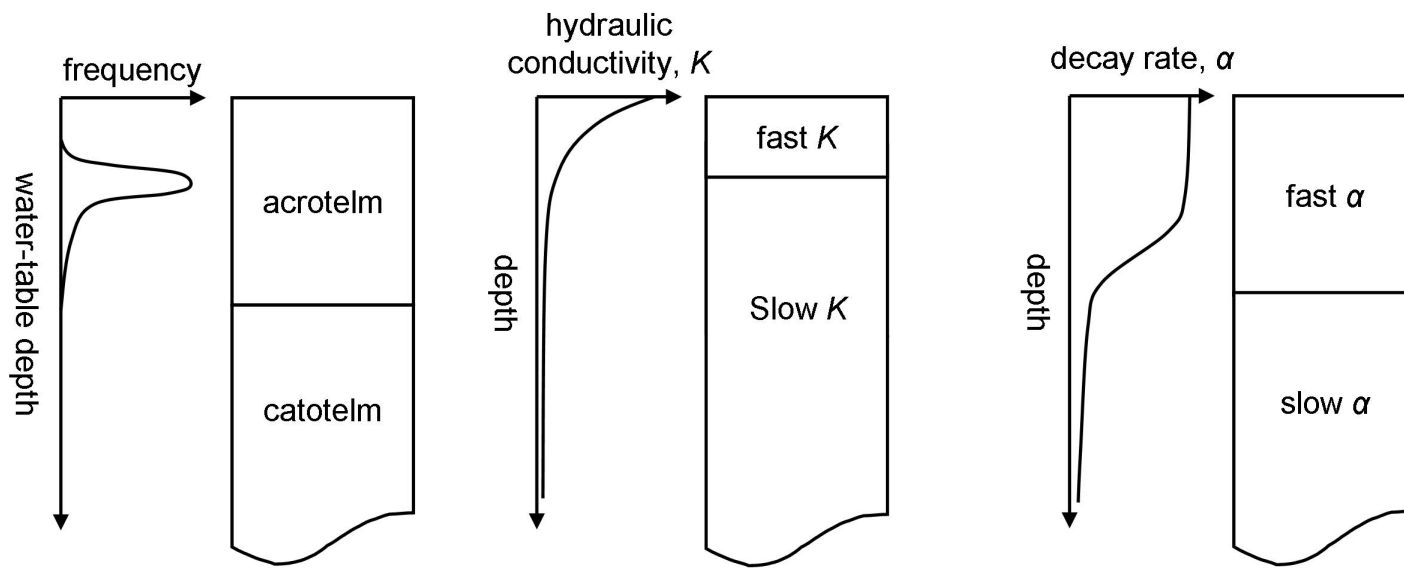 frequency
water-table depth
acrotelm
catotelm
hydraulic
conductivity, K
depth
fast K
Slow K
decay rate, α
depth
fast α
slow α